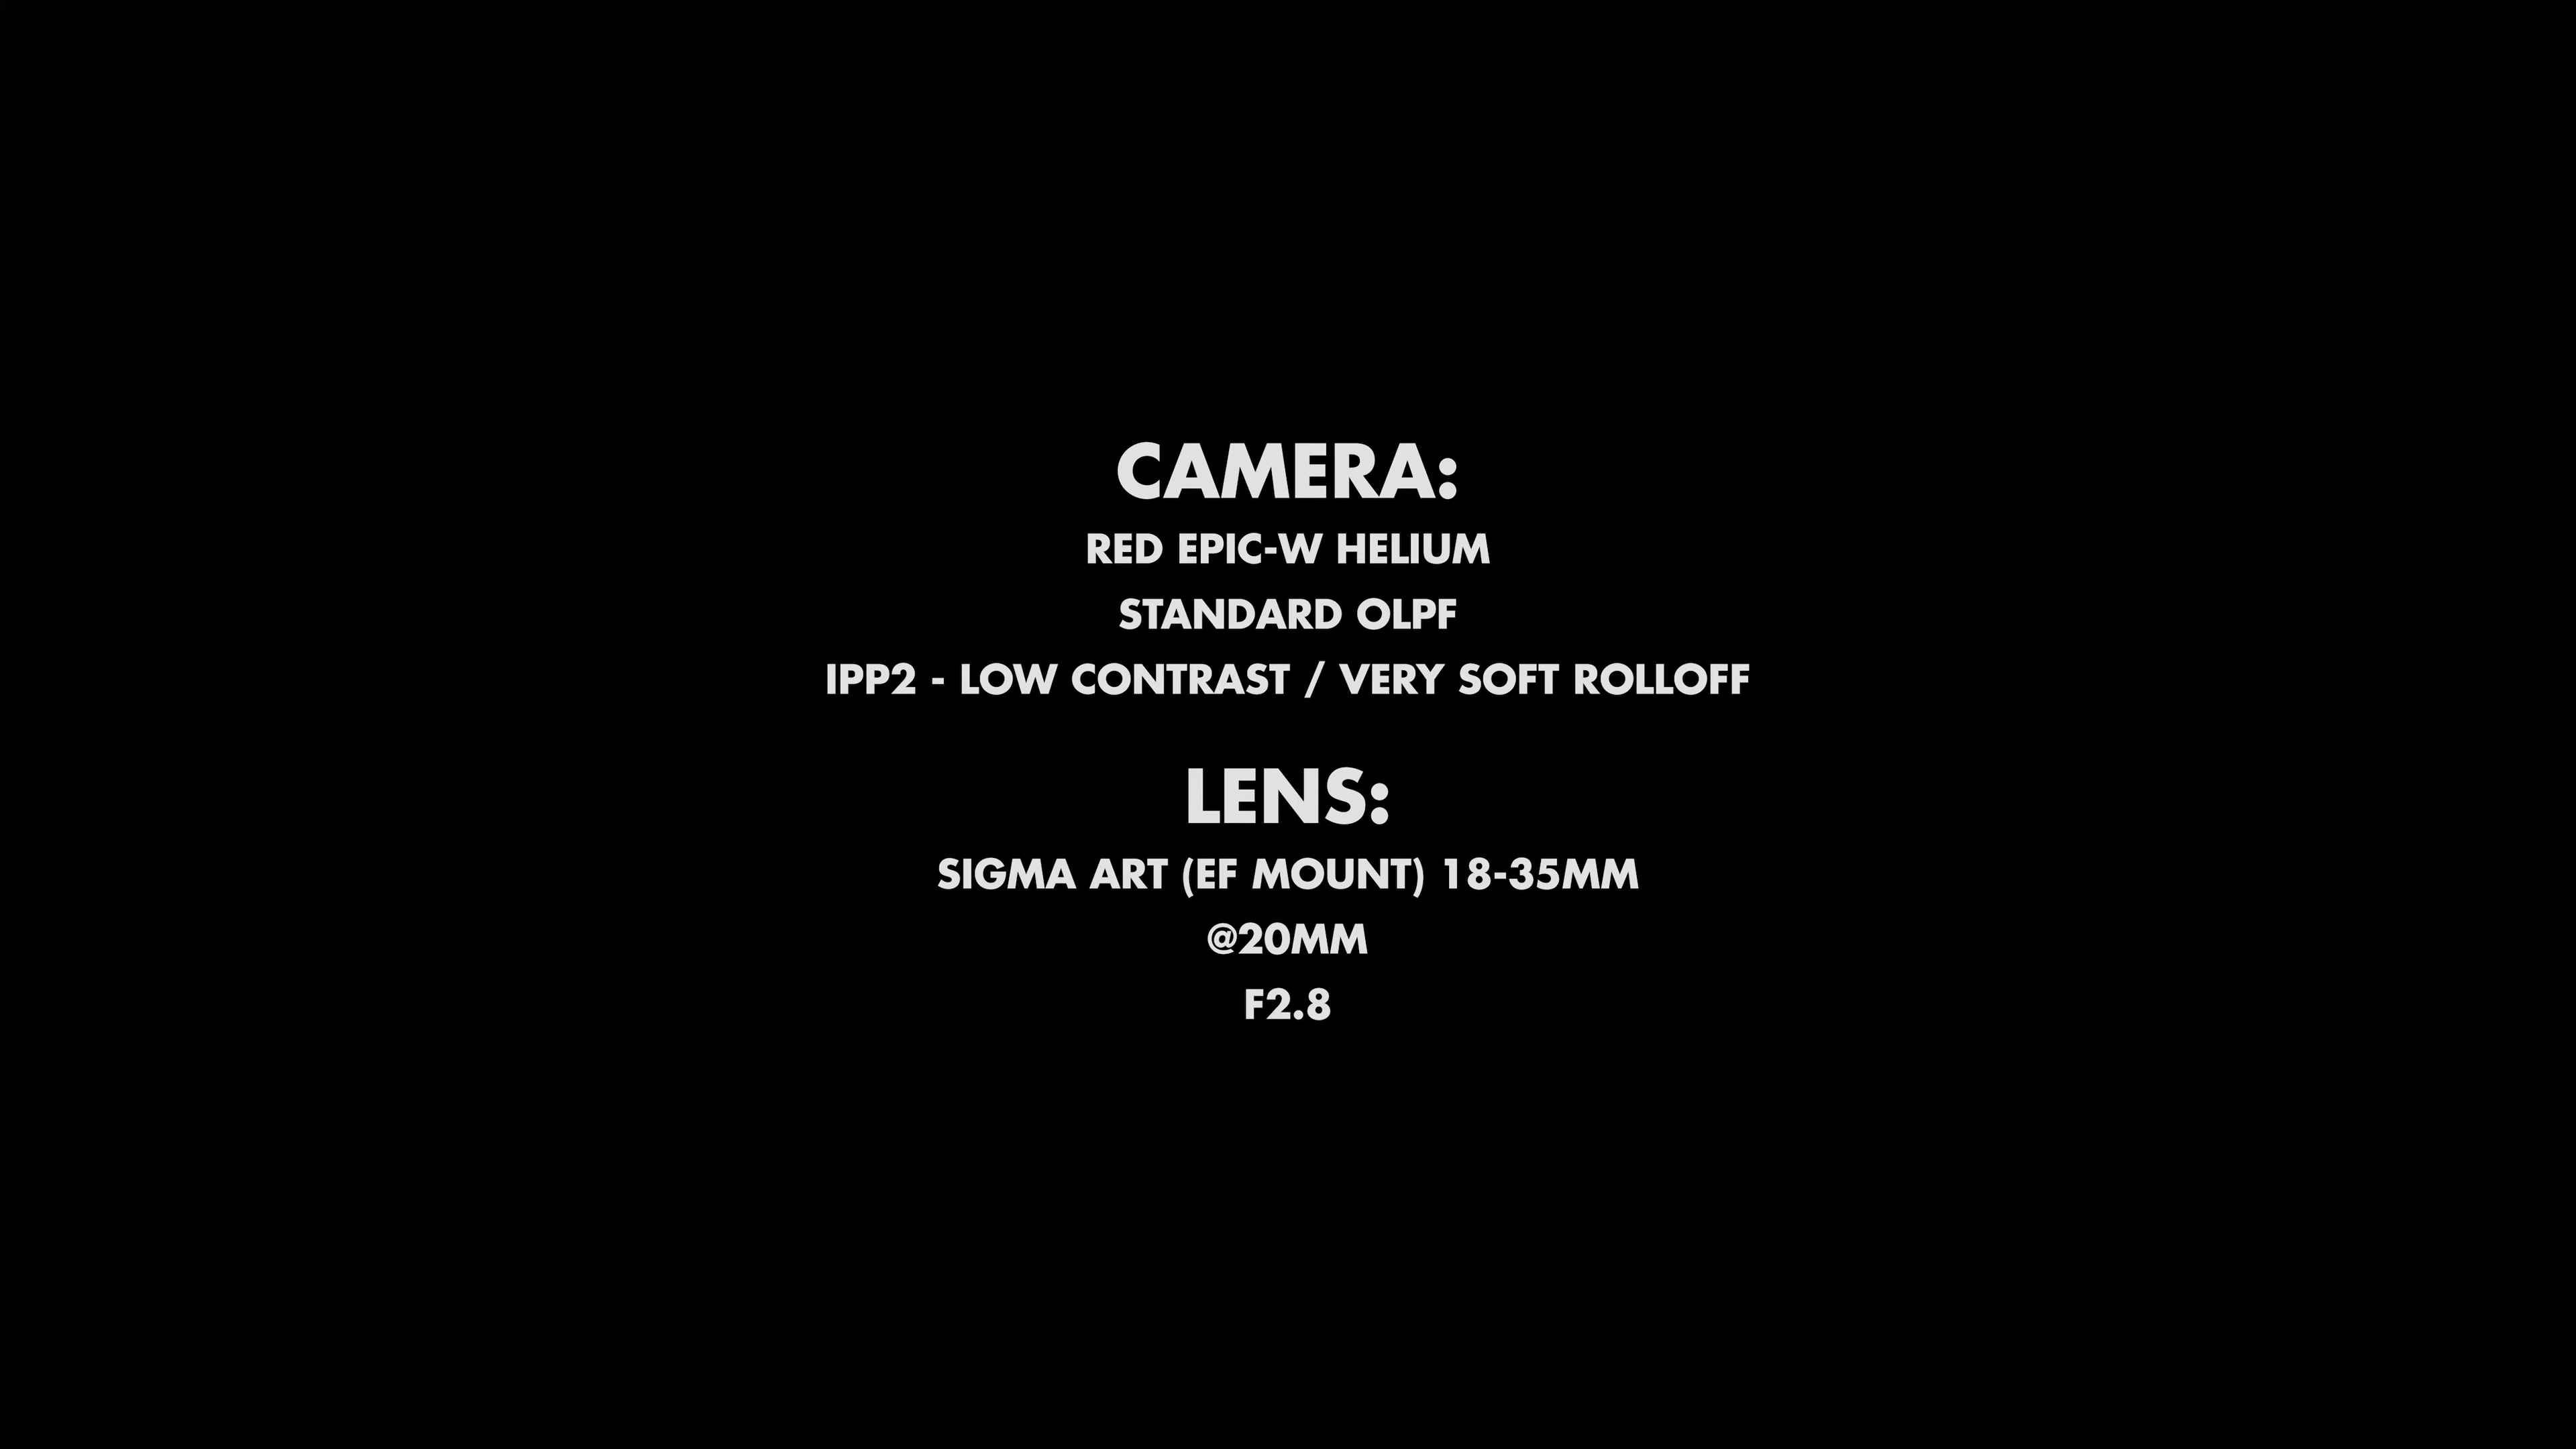 CAMERA:
RED EPIC-W HELIUM
STANDARD OLPF
IPP2 - LOW CONTRAST / VERY SOFT ROLLOFF
LENS:
SIGMA ART (EF MOUNT) 18-35MM
@20MM
F2.8